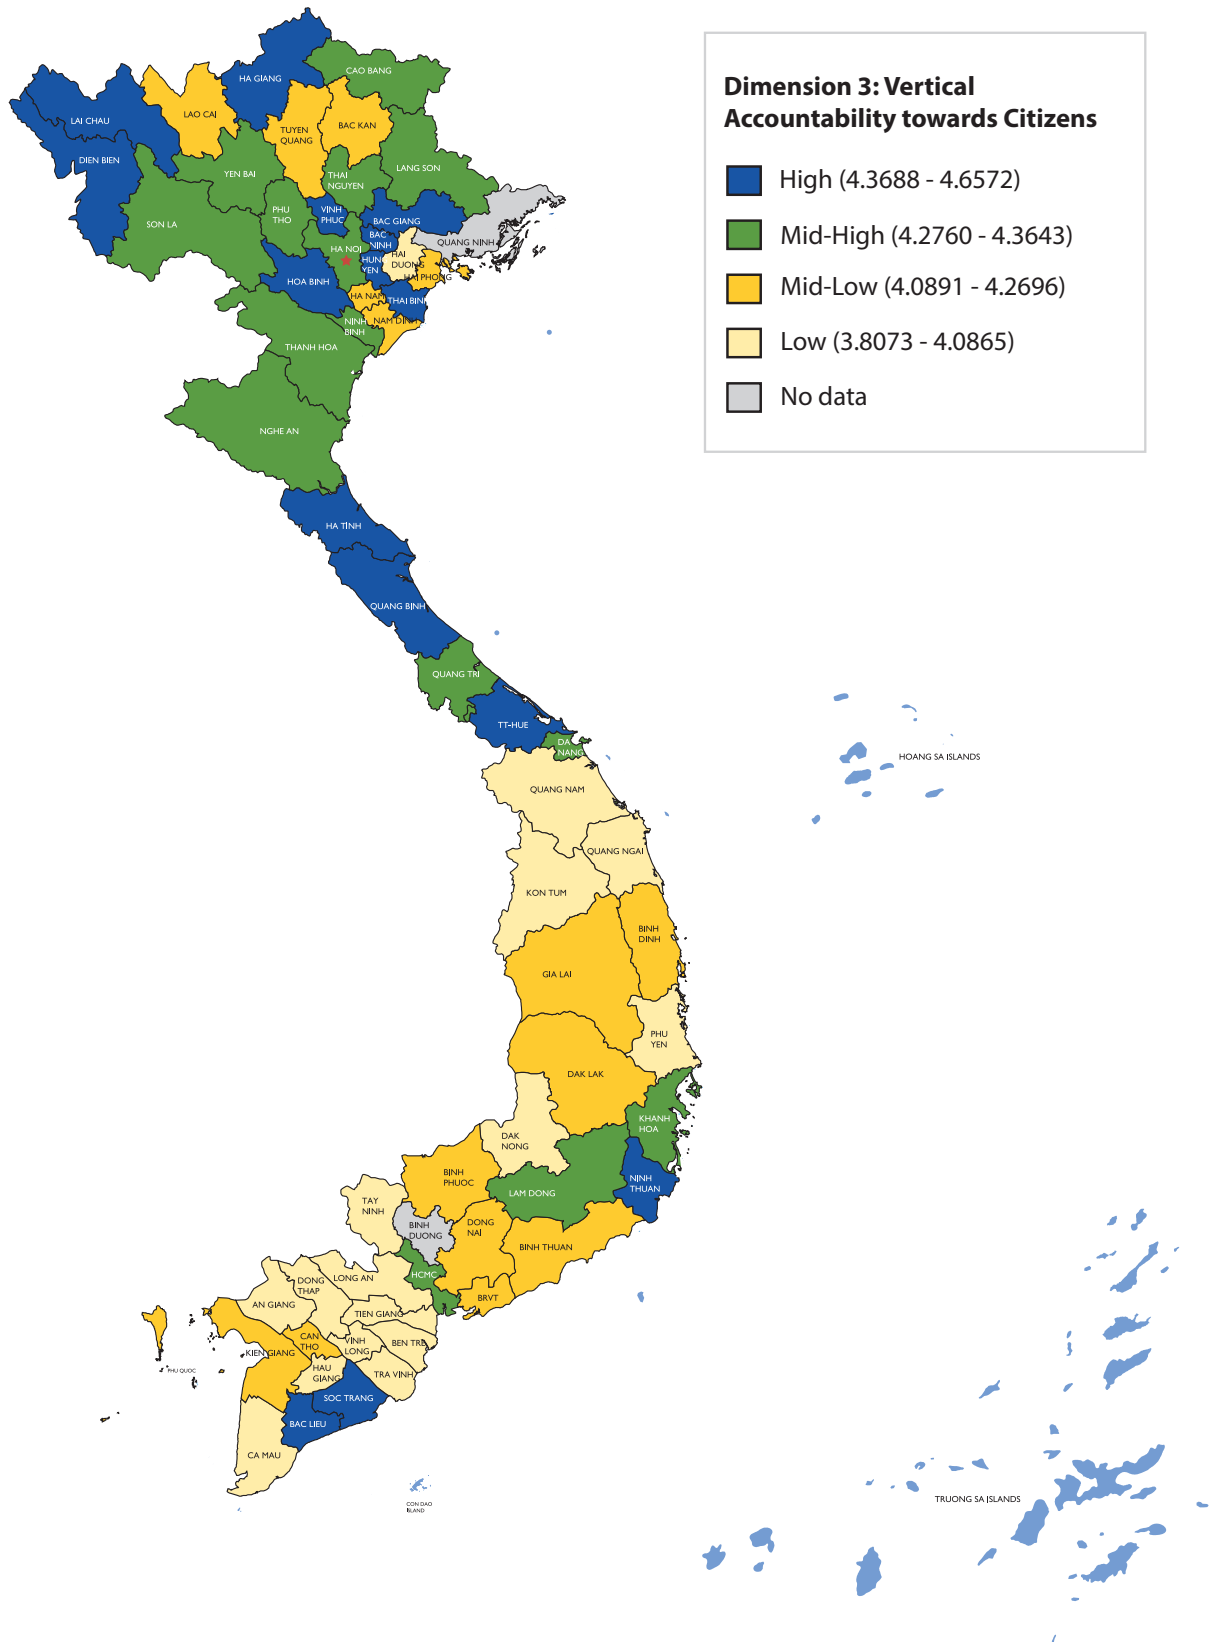 Dimension 3: Vertical
Accountability towards Citizens
High (4.3688 - 4.6572)
Mid-High (4.2760 - 4.3643)
Mid-Low (4.0891 - 4.2696)
Low (3.8073 - 4.0865)
No data
HA GIANG
CAO BANG
LAI CHAU
LAO CAI
TUYEN
QUANG
BAC KAN
DIEN BIEN
YEN BAI
THAI
NGUYEN
LANG SON
SON LA
PHU
THO
VINH
PHUC
BAC GIANG
BAC
NINH
QUANG NINH
HA NOI
HUNG
YEN
HAI
DUONG
HAI PHONG
HOA BINH
HA NAM
THAI BINH
NINH
BINH
NAM DINH
THANH HOA
NGHE AN
HA TINH
QUANG BINH
QUANG TRI
TT-HUE
DA
NANG
HOANG SA ISLANDS
QUANG NAM
QUANG NGAI
KON TUM
BINH
DINH
GIA LAI
PHU
YEN
DAK LAK
KHANH
HOA
DAK
NONG
BINH
PHUOC
LAM DONG
NINH
THUAN
TAY
NINH
BINH
DUONG
DONG
NAI
BINH THUAN
HCMC
BRVT
LONG AN
DONG
THAP
AN GIANG
TIEN GIANG
CAN
THO
VINH
LONG
BEN TRE
KIEN GIANG
HAU
GIANG
TRA VINH
PHU QUOC
SOC TRANG
BAC LIEU
CA MAU
CON DAO
ISLAND
TRUONG SA ISLANDS